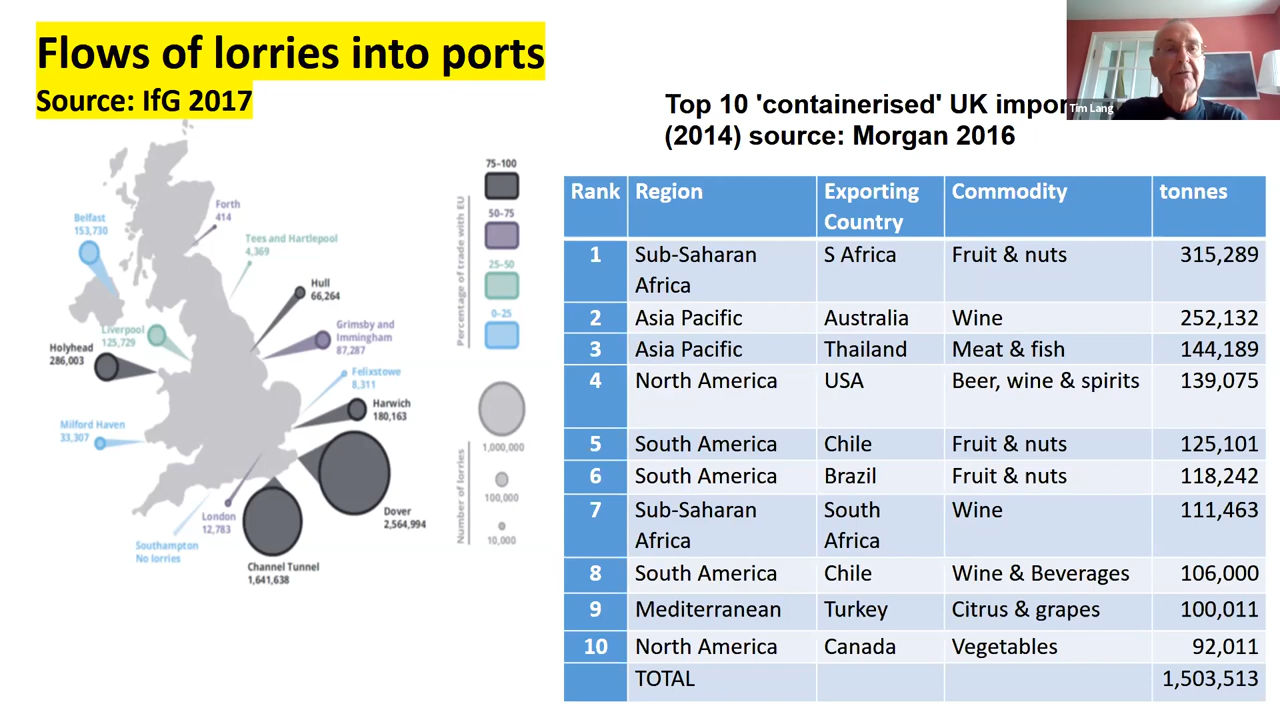 Flows of lorries into ports
Source: IfG 2017
Top 10 'containerised' UK
(2014) source: Morgan 2016
Tim Lang
Forth
414
Belfast
153,730
Tees and Hartlepool
4,369
Hull
66,264
Liverpool
125,729
Grimsby and
Immingham
87,287
Holyhead
286,003
Felixstowe
8,311
Harwich
180,163
Milford Haven
33,307
Dover
2,564,994
London
12,783
Southampton
No lorries
Channel Tunnel
1,641,638
Percentage of trade with EU
75–100
50–75
25–50
0–25
Number of lorries
1,000,000
100,000
10,000
Rank Region Exporting Country Commodity tonnes
1 Sub-Saharan Africa S Africa Fruit & nuts 315,289
2 Asia Pacific Australia Wine 252,132
3 Asia Pacific Thailand Meat & fish 144,189
4 North America USA Beer, wine & spirits 139,075
5 South America Chile Fruit & nuts 125,101
6 South America Brazil Fruit & nuts 118,242
7 Sub-Saharan Africa South Africa Wine 111,463
8 South America Chile Wine & Beverages 106,000
9 Mediterranean Turkey Citrus & grapes 100,011
10 North America Canada Vegetables 92,011
TOTAL 1,503,513